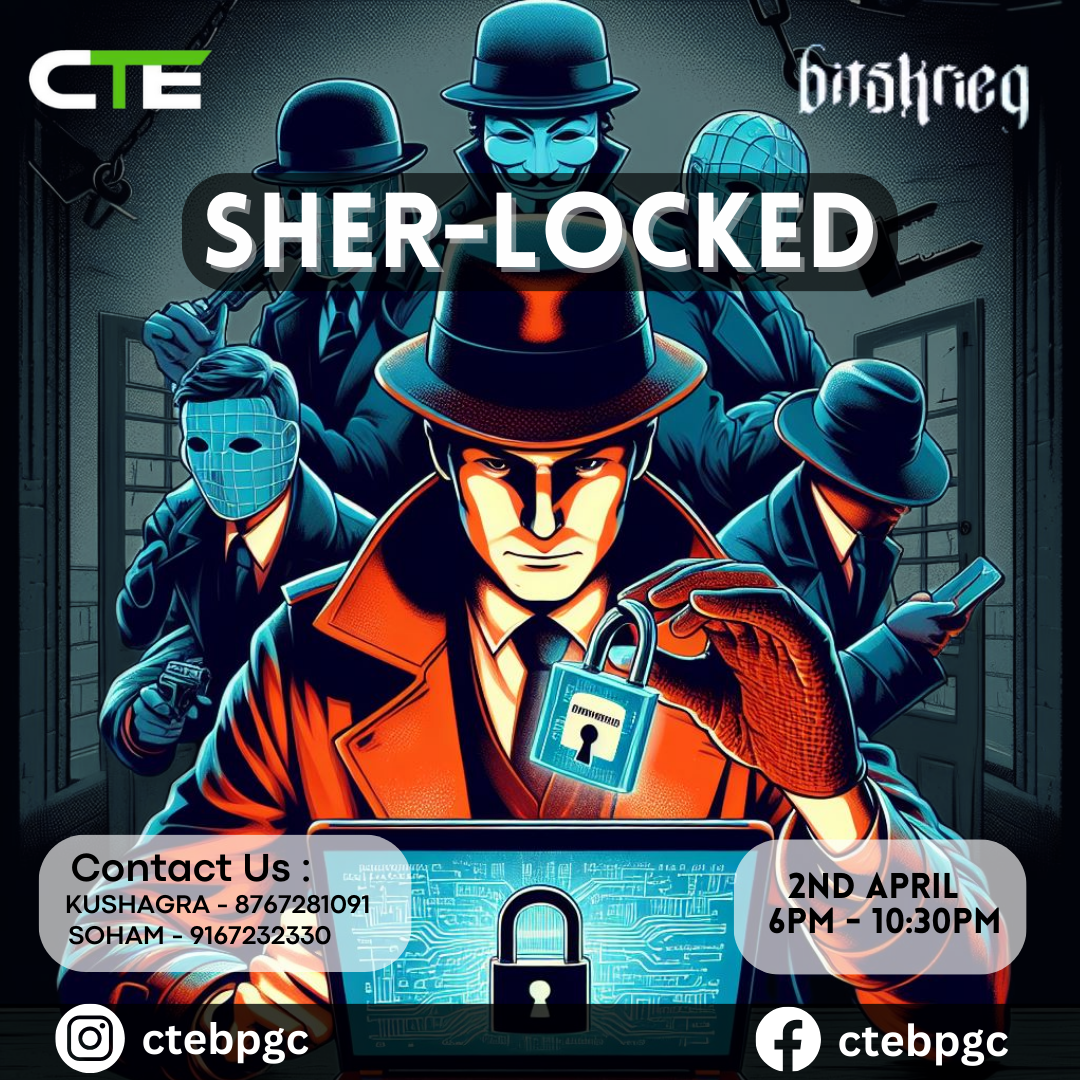 CTE
bitskrieg
SHER-LOCKED
Contact Us :
KUSHAGRA - 8767281091
SOHAM - 9167232330
2ND APRIL
6PM - 10:30PM
ctebpgc
ctebpgc